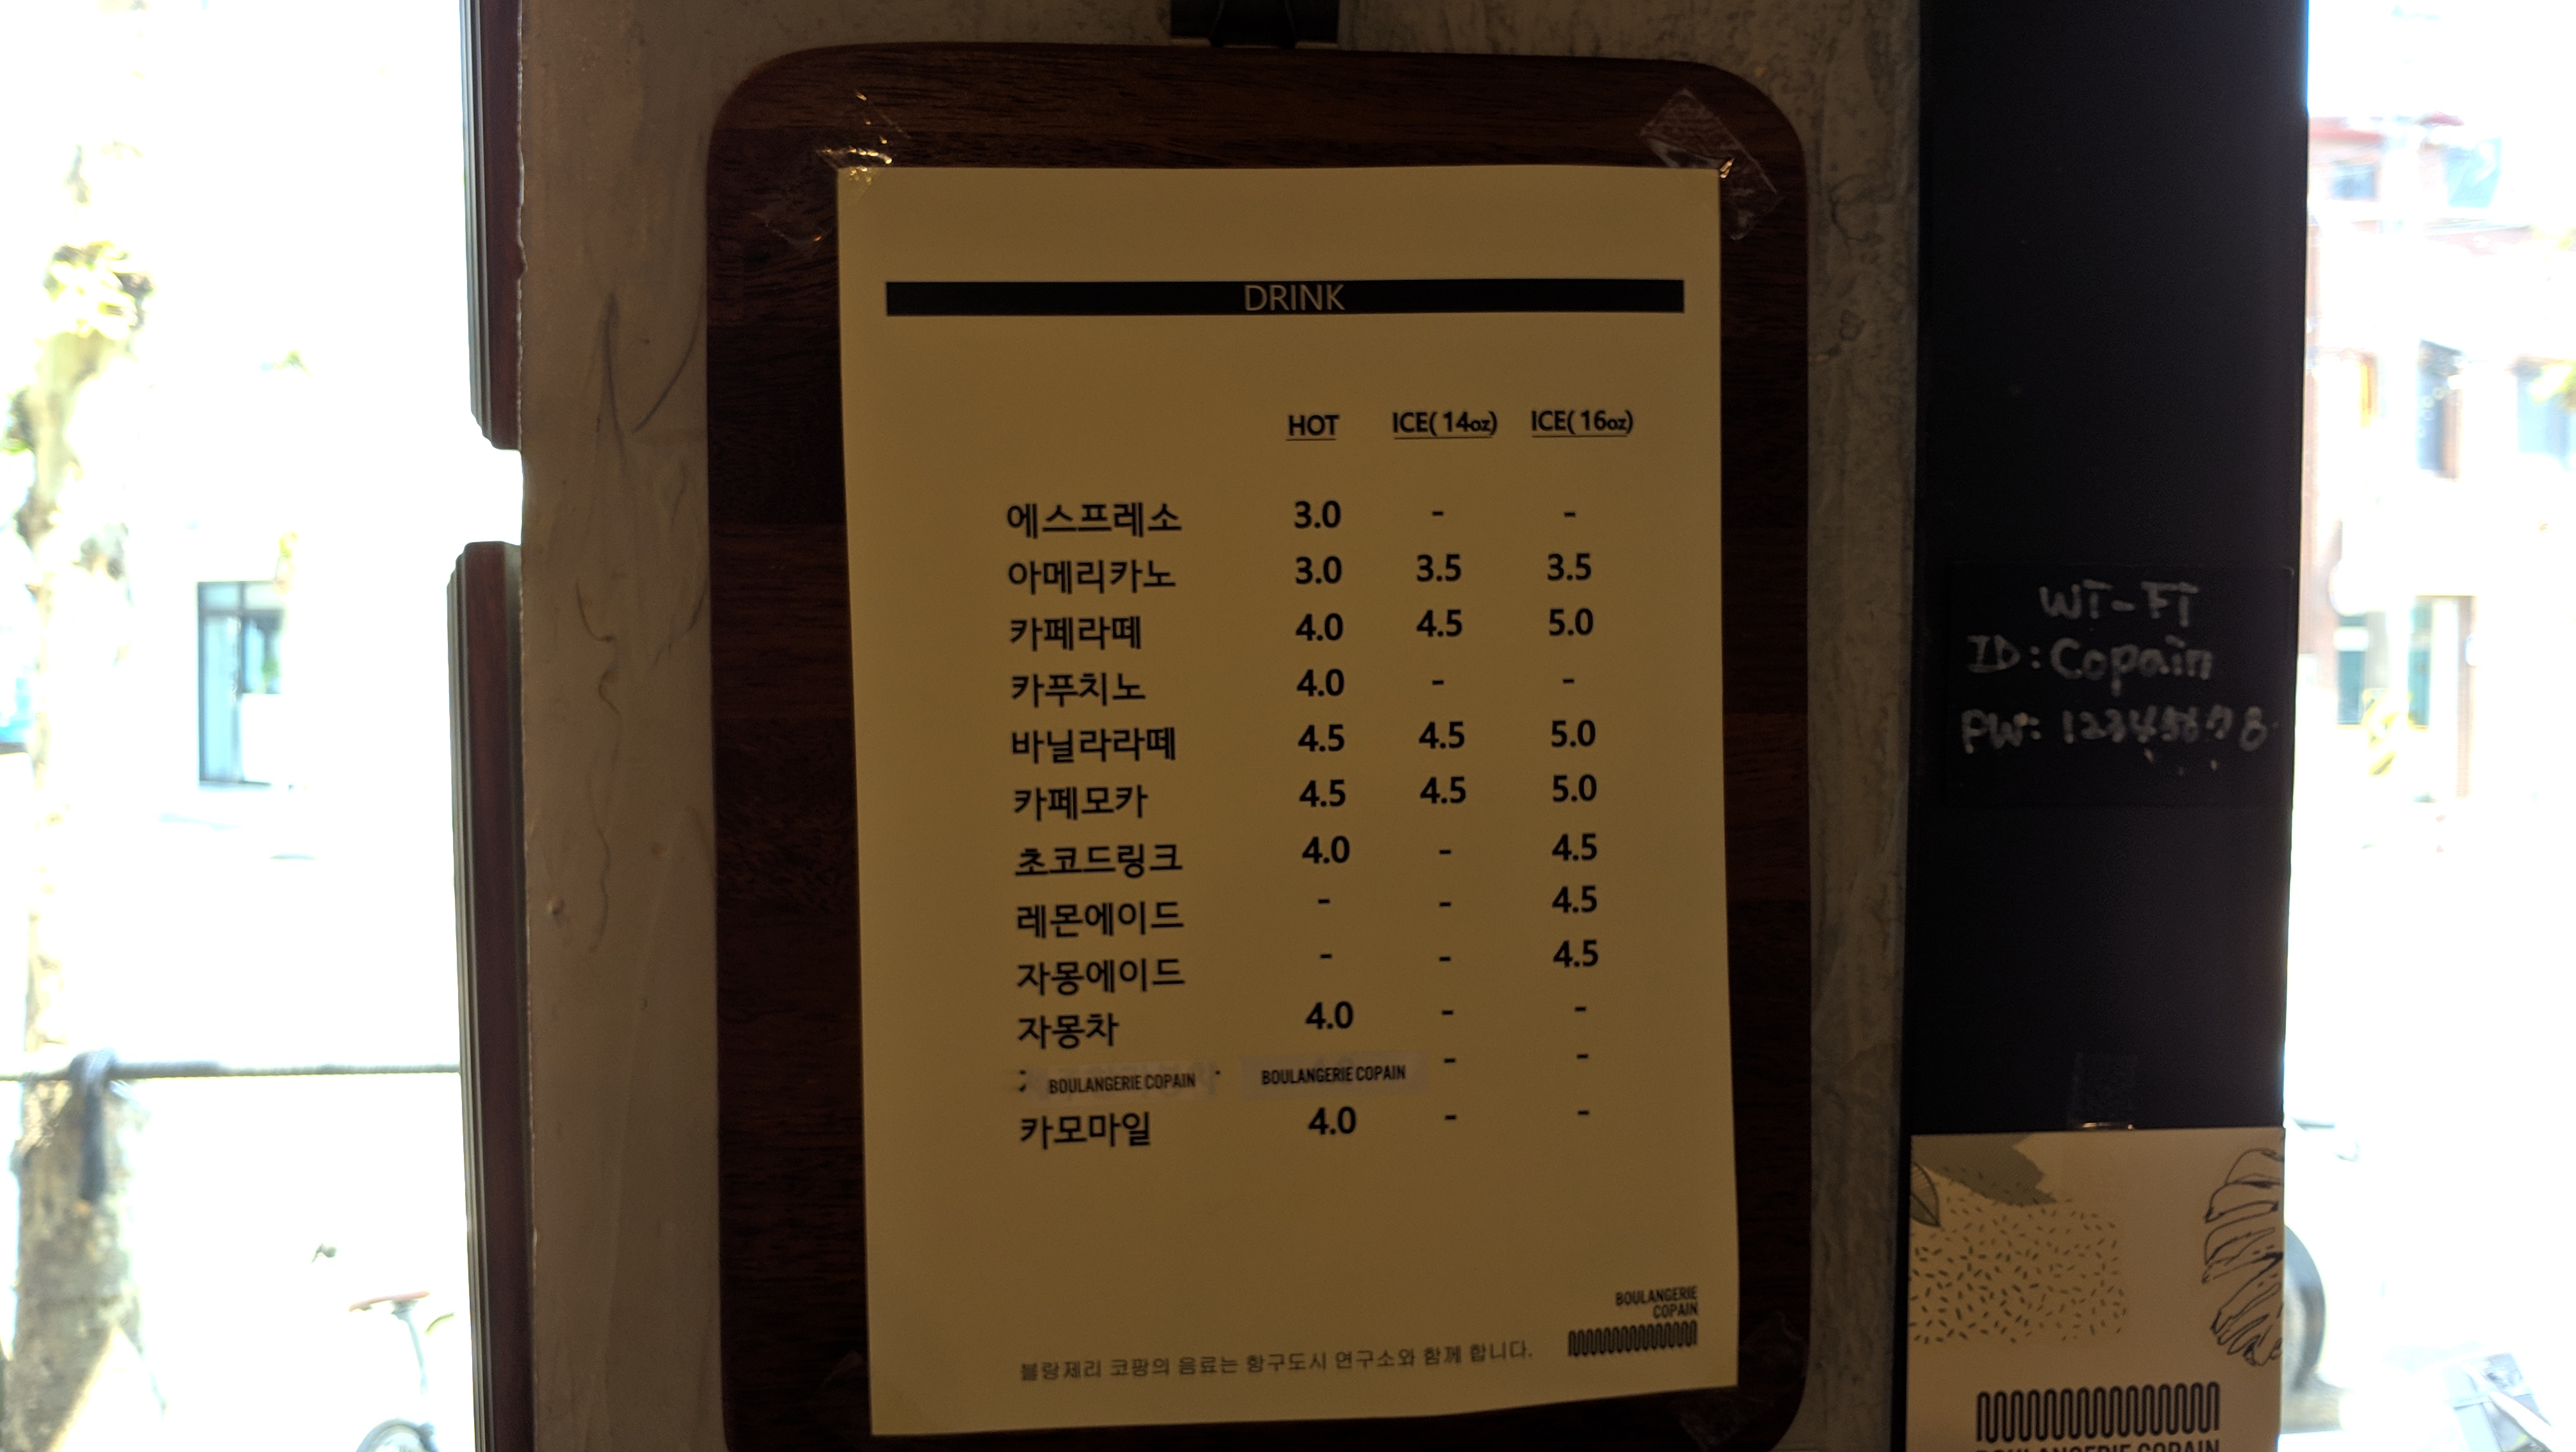 DRINK
HOT ICE( 14oz) ICE( 16oz)
에스프레소 3.0 - -
아메리카노 3.0 3.5 3.5
카페라떼 4.0 4.5 5.0
카푸치노 4.0 - -
바닐라라떼 4.5 4.5 5.0
카페모카 4.5 4.5 5.0
초코드링크 4.0 - 4.5
레몬에이드 - - 4.5
자몽에이드 - - 4.5
자몽차 4.0 - -
BOULANGERIE COPAIN BOULANGERIE COPAIN - -
카모마일 4.0 - -
BOULANGERIE
COPAIN
블랑제리 코팡의 음료는 항구도시 연구소와 함께 합니다.
Wi-Fi
ID: Copain
PW: 12345678
BOULANGERIE COPAIN